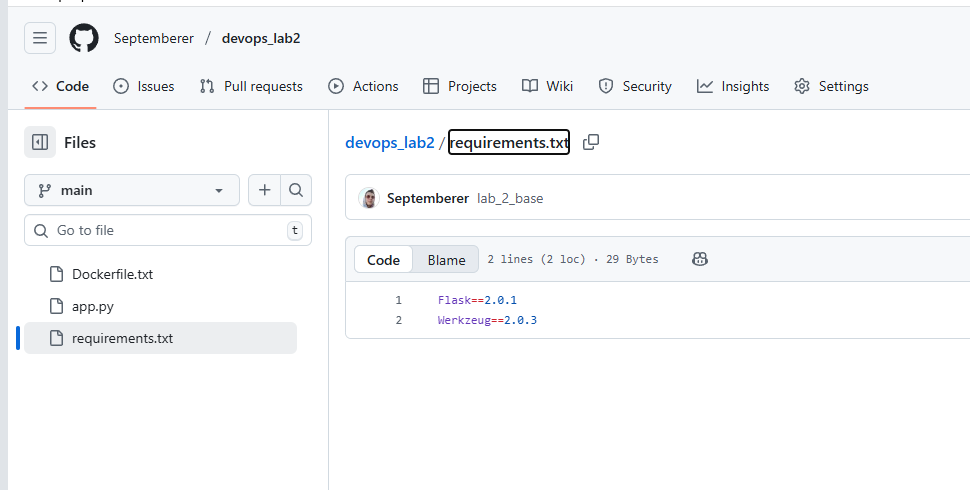 Septemberer / devops_lab2
Code Issues Pull requests Actions Projects Wiki Security Insights Settings
Files
main
Go to file t
Dockerfile.txt
app.py
requirements.txt
devops_lab2 / requirements.txt
Septemberer lab_2_base
Code Blame 2 lines (2 loc) · 29 Bytes
1 Flask==2.0.1
2 Werkzeug==2.0.3